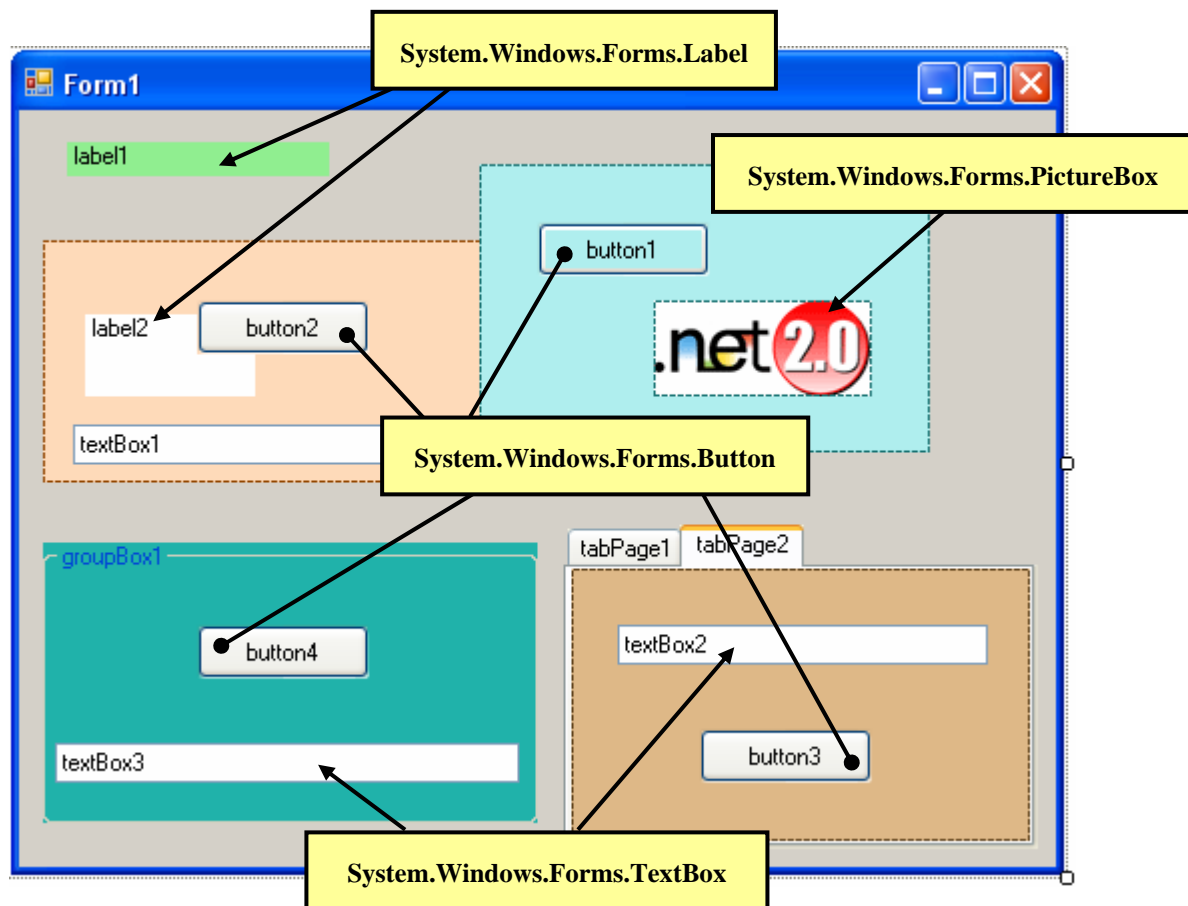 System.Windows.Forms.Label
Form1
label1
System.Windows.Forms.PictureBox
button1
label2
button2
.net 2.0
textBox1
System.Windows.Forms.Button
groupBox1
tabPage1
tabPage2
button4
textBox2
textBox3
button3
System.Windows.Forms.TextBox